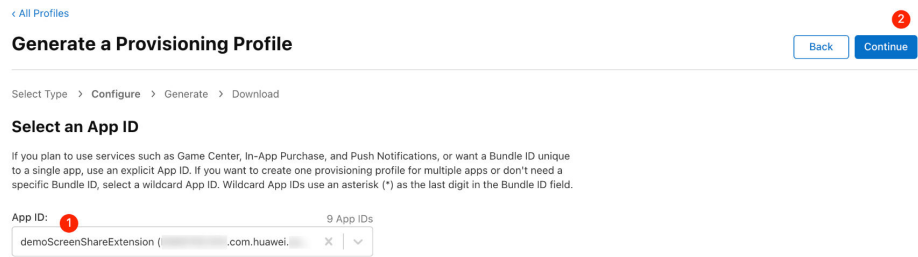 ‹ All Profiles
2
Generate a Provisioning Profile
Back
Continue
Select Type > Configure > Generate > Download
Select an App ID
If you plan to use services such as Game Center, In-App Purchase, and Push Notifications, or want a Bundle ID unique
to a single app, use an explicit App ID. If you want to create one provisioning profile for multiple apps or don't need a
specific Bundle ID, select a wildcard App ID. Wildcard App IDs use an asterisk (*) as the last digit in the Bundle ID field.
App ID:
1
9 App IDs
demoScreenShareExtension ( .com.huawei. ...